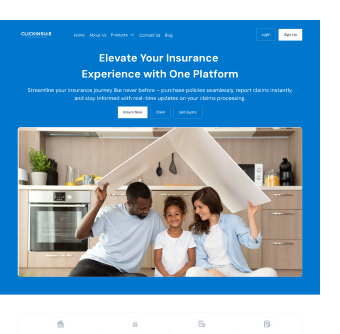 CLICKINSURE
Home About Us Products Contact Us Blog
Login
Sign Up
Elevate Your Insurance
Experience with One Platform
Streamline your insurance journey like never before – purchase policies seamlessly, report claims instantly,
and stay informed with real-time updates on your claims processing.
Insure Now
Claim
Get quote